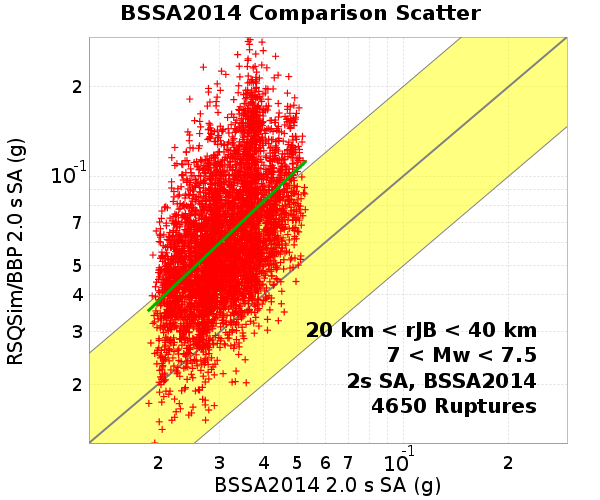 BSSA2014 Comparison Scatter
RSQSim/BBP 2.0 s SA (g)
2
10-1
7
5
4
3
2
20 km < rJB < 40 km
7 < Mw < 7.5
2s SA, BSSA2014
4650 Ruptures
2 3 4 5 6 7 10-1 2
BSSA2014 2.0 s SA (g)